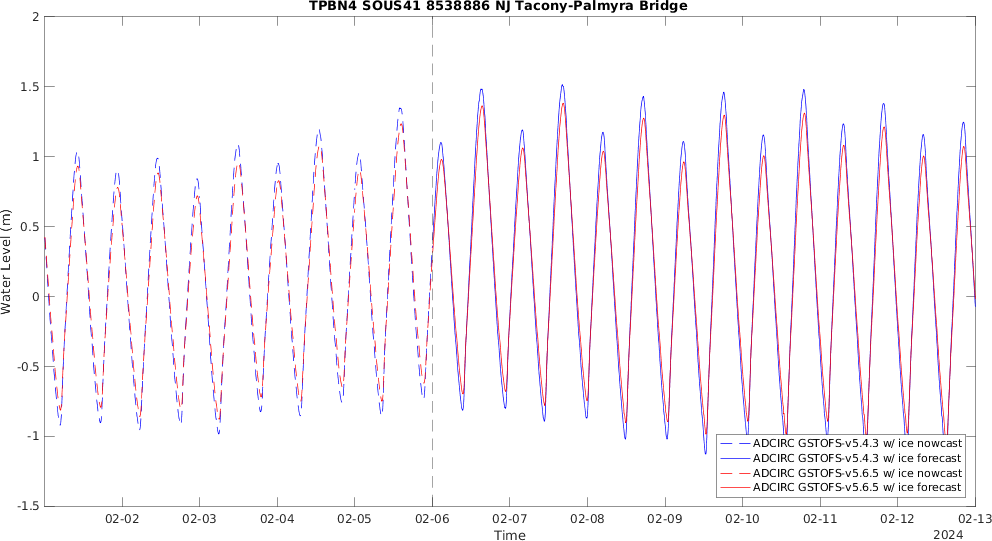 TPBN4 SOUS41 8538886 NJ Tacony-Palmyra Bridge
2
1.5
1
0.5
0
-0.5
-1
-1.5
Water Level (m)
ADCIRC GSTOFS-v5.4.3 w/ ice nowcast
ADCIRC GSTOFS-v5.4.3 w/ ice forecast
ADCIRC GSTOFS-v5.6.5 w/ ice nowcast
ADCIRC GSTOFS-v5.6.5 w/ ice forecast
02-02 02-03 02-04 02-05 02-06 02-07 02-08 02-09 02-10 02-11 02-12 02-13
Time
2024